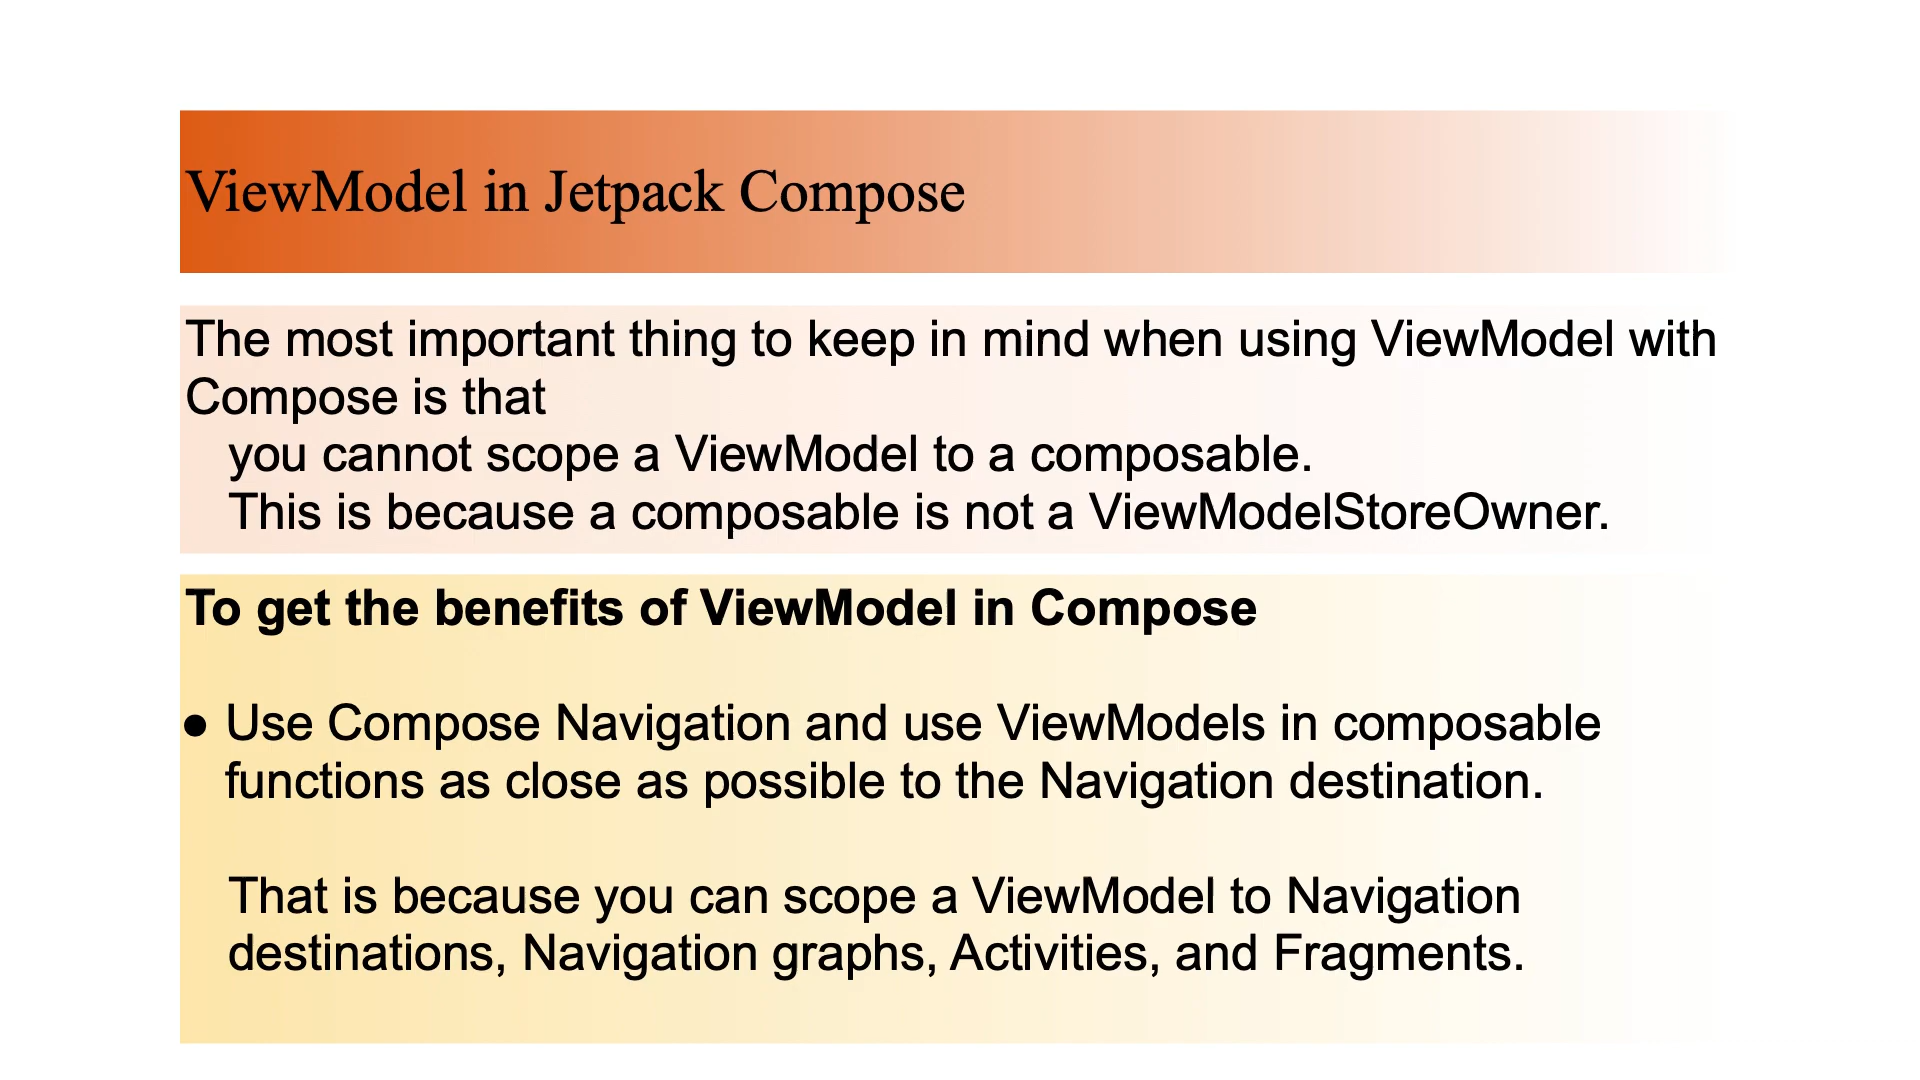 ViewModel in Jetpack Compose
The most important thing to keep in mind when using ViewModel with
Compose is that
you cannot scope a ViewModel to a composable.
This is because a composable is not a ViewModelStoreOwner.
To get the benefits of ViewModel in Compose
● Use Compose Navigation and use ViewModels in composable
functions as close as possible to the Navigation destination.
That is because you can scope a ViewModel to Navigation
destinations, Navigation graphs, Activities, and Fragments.